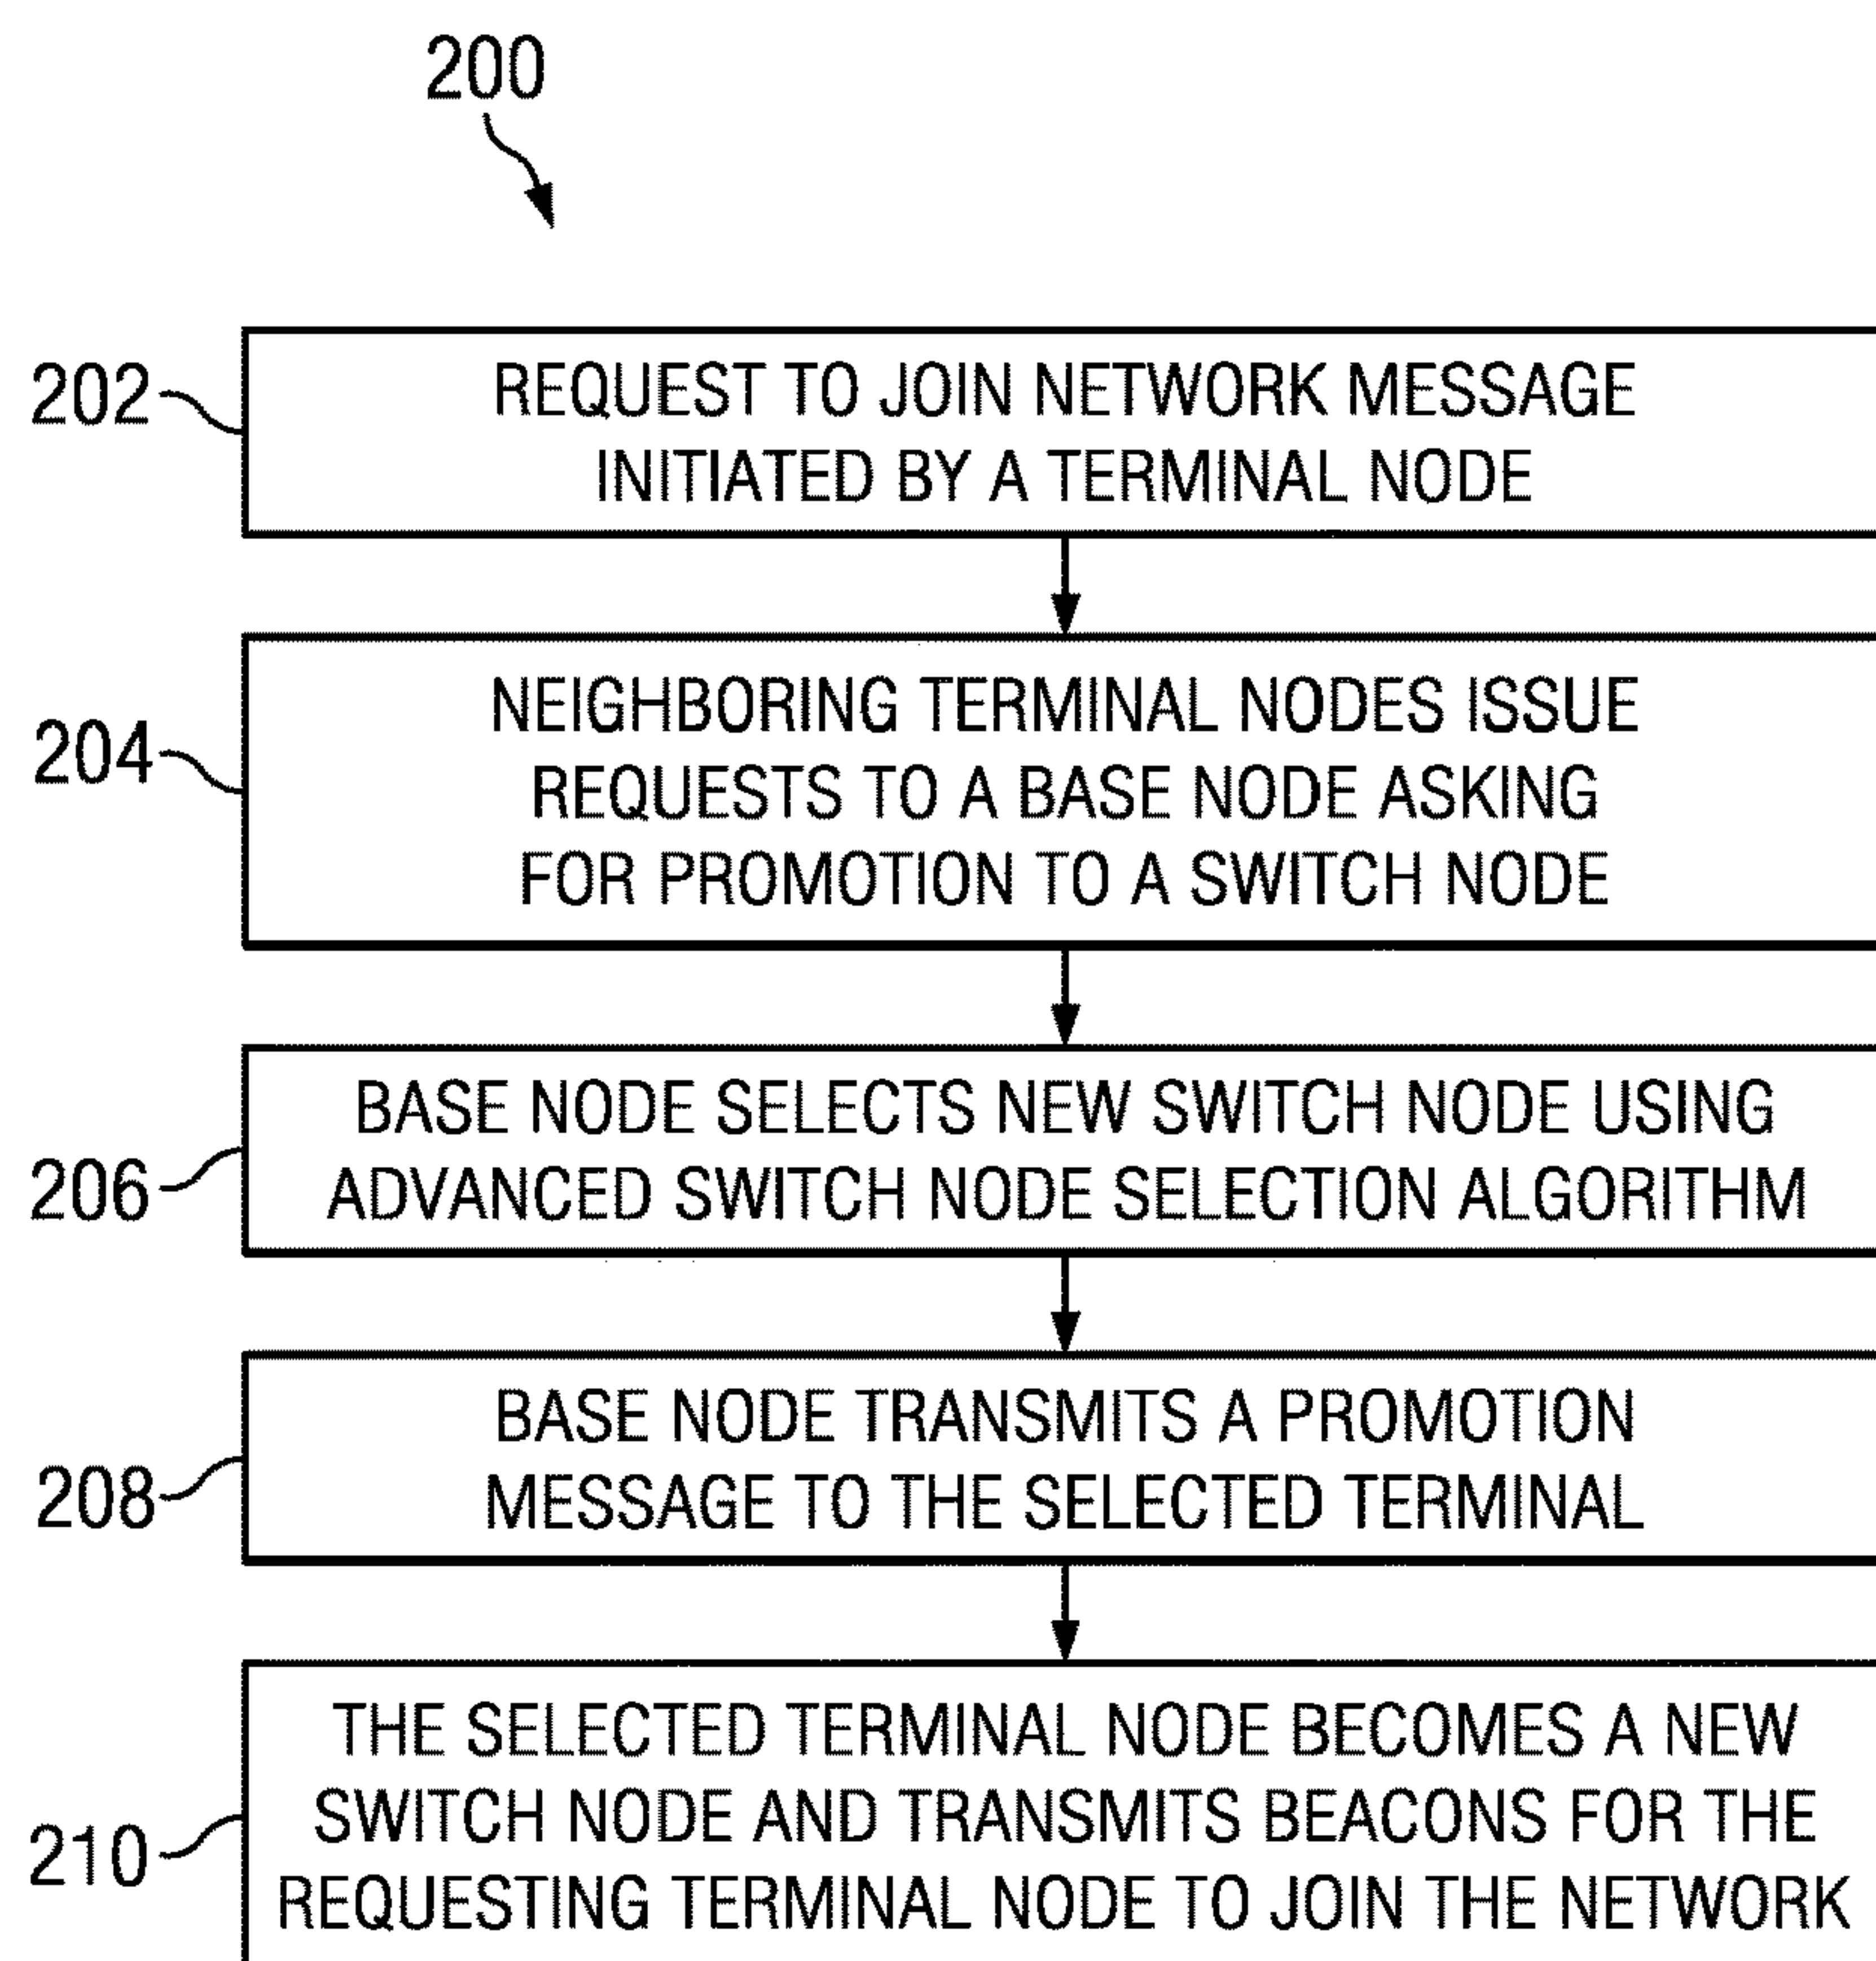 200
202
REQUEST TO JOIN NETWORK MESSAGE
INITIATED BY A TERMINAL NODE
204
NEIGHBORING TERMINAL NODES ISSUE
REQUESTS TO A BASE NODE ASKING
FOR PROMOTION TO A SWITCH NODE
206
BASE NODE SELECTS NEW SWITCH NODE USING
ADVANCED SWITCH NODE SELECTION ALGORITHM
208
BASE NODE TRANSMITS A PROMOTION
MESSAGE TO THE SELECTED TERMINAL
210
THE SELECTED TERMINAL NODE BECOMES A NEW
SWITCH NODE AND TRANSMITS BEACONS FOR THE
REQUESTING TERMINAL NODE TO JOIN THE NETWORK